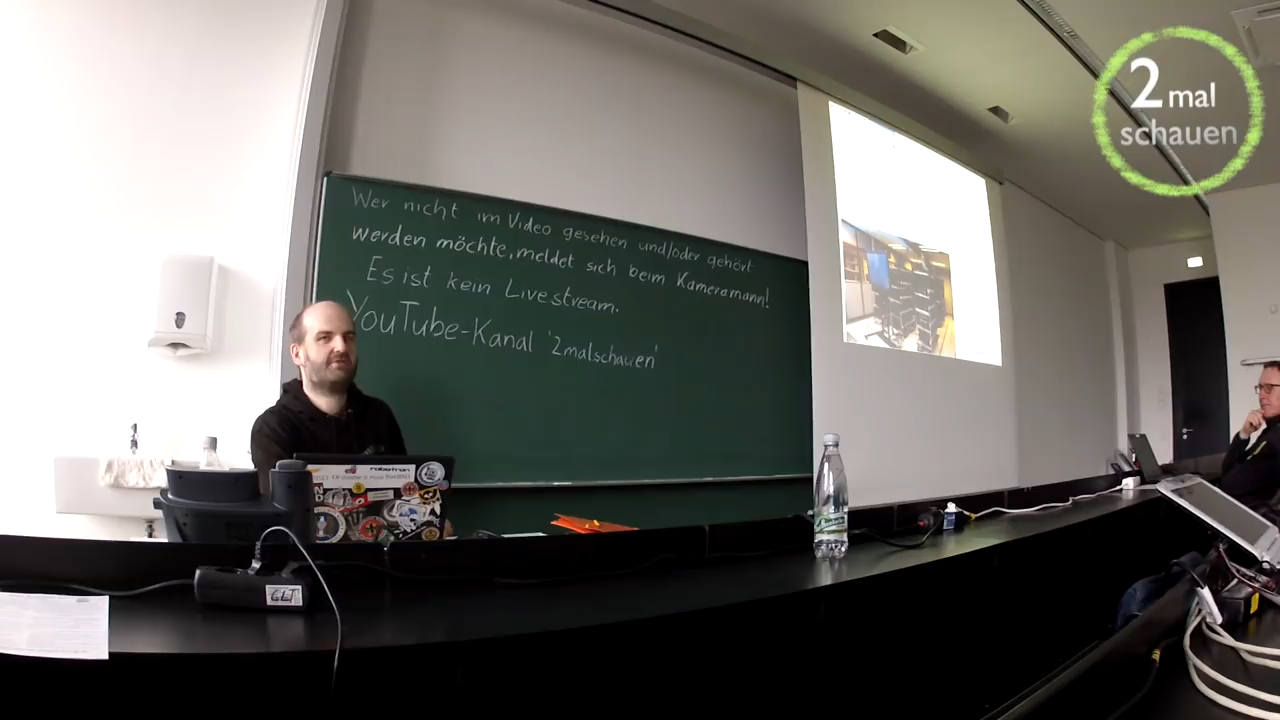 Wer nicht im Video gesehen und/oder gehört
werden möchte, meldet sich beim Kameramann!
Es ist kein Livestream.
YouTube-Kanal '2malschauen'
2 mal
schauen
robotron
GLT